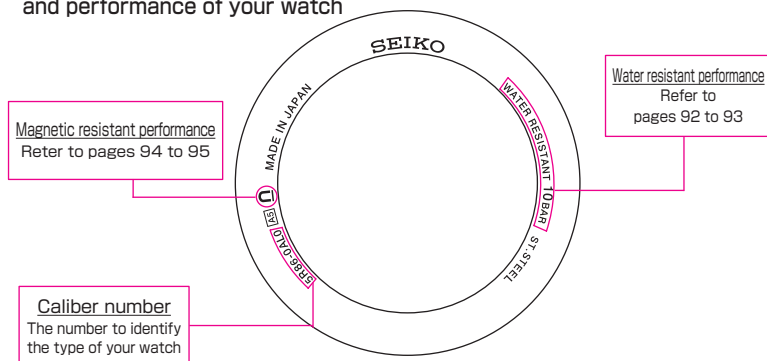 and performance of your watch
SEIKO
MADE IN JAPAN
WATER RESISTANT 10BAR
ST.STEEL
AS
5R86-0AL0
Water resistant performance
Refer to
pages 92 to 93
Magnetic resistant performance
Reter to pages 94 to 95
Caliber number
The number to identify
the type of your watch